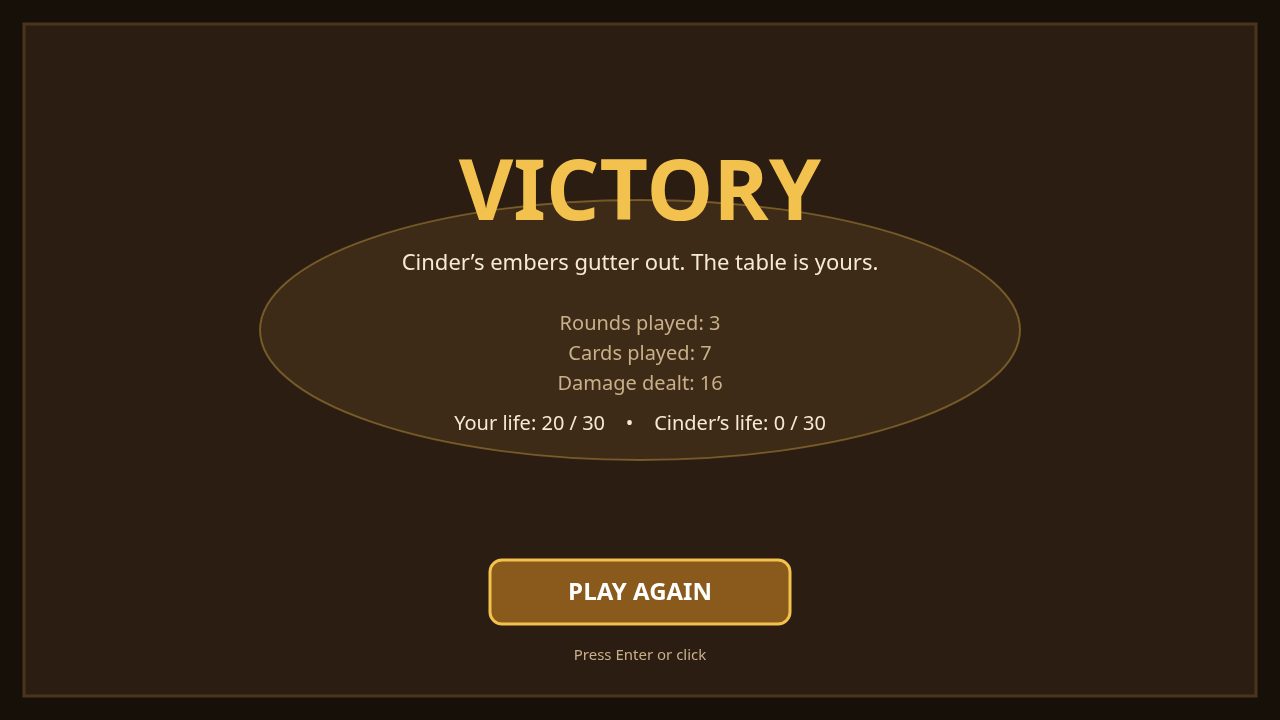 VICTORY
Cinder’s embers gutter out. The table is yours.
Rounds played: 3
Cards played: 7
Damage dealt: 16
Your life: 20 / 30 • Cinder’s life: 0 / 30
PLAY AGAIN
Press Enter or click